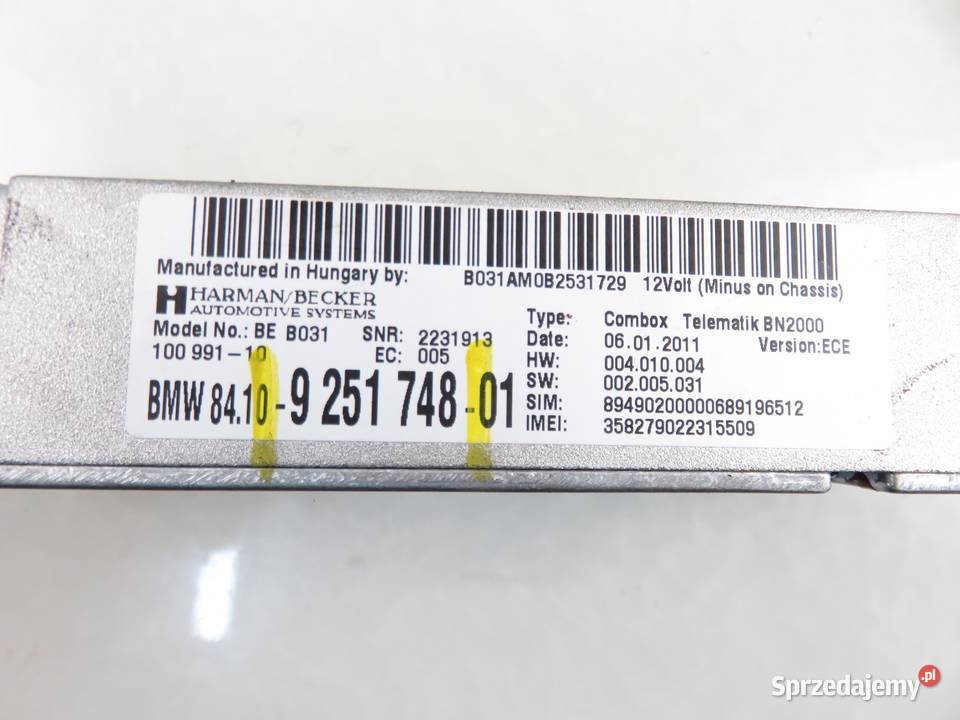 Manufactured in Hungary by: B031AM0B2531729 12Volt (Minus on Chassis)
HARMAN/BECKER
AUTOMOTIVE SYSTEMS
Model No.: BE B031 SNR: 2231913
100 991-10 EC: 005
BMW 84.10-9 251 748-01
Type: Combox Telematik BN2000
Date: 06.01.2011 Version:ECE
HW: 004.010.004
SW: 002.005.031
SIM: 89490200000689196512
IMEI: 358279022315509
Sprzedajemy.pl